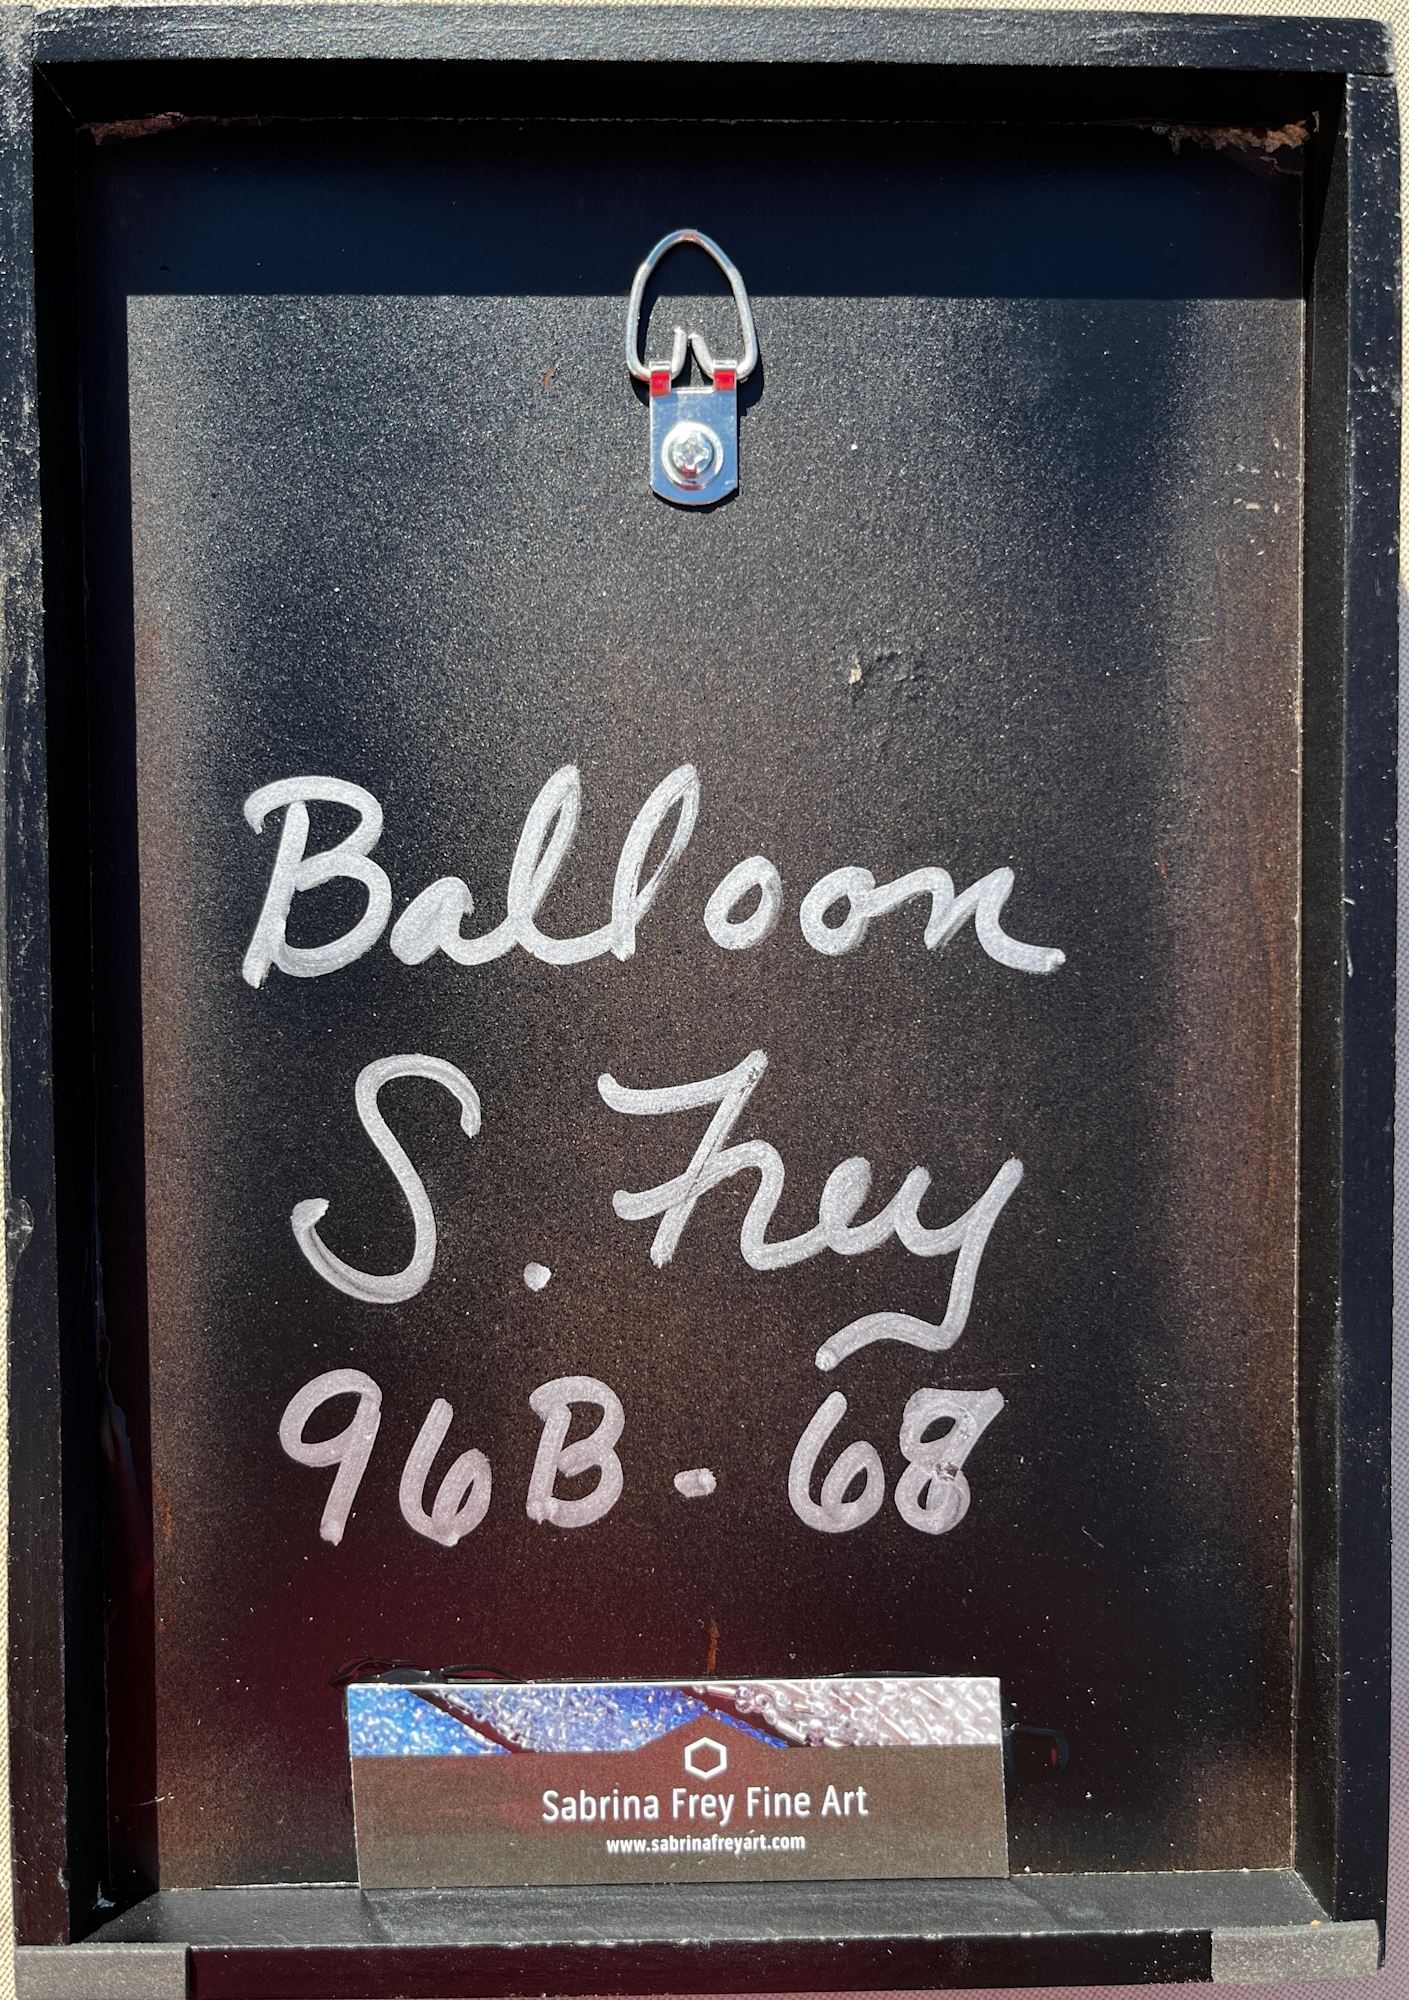 Balloon
S. Frey
96B - 68
Sabrina Frey Fine Art
www.sabrinafreyart.com